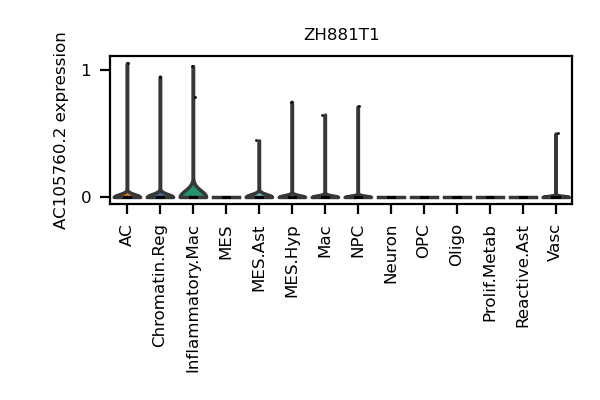 ZH881T1
AC105760.2 expression
1
0
AC
Chromatin.Reg
Inflammatory.Mac
MES
MES.Ast
MES.Hyp
Mac
NPC
Neuron
OPC
Oligo
Prolif.Metab
Reactive.Ast
Vasc